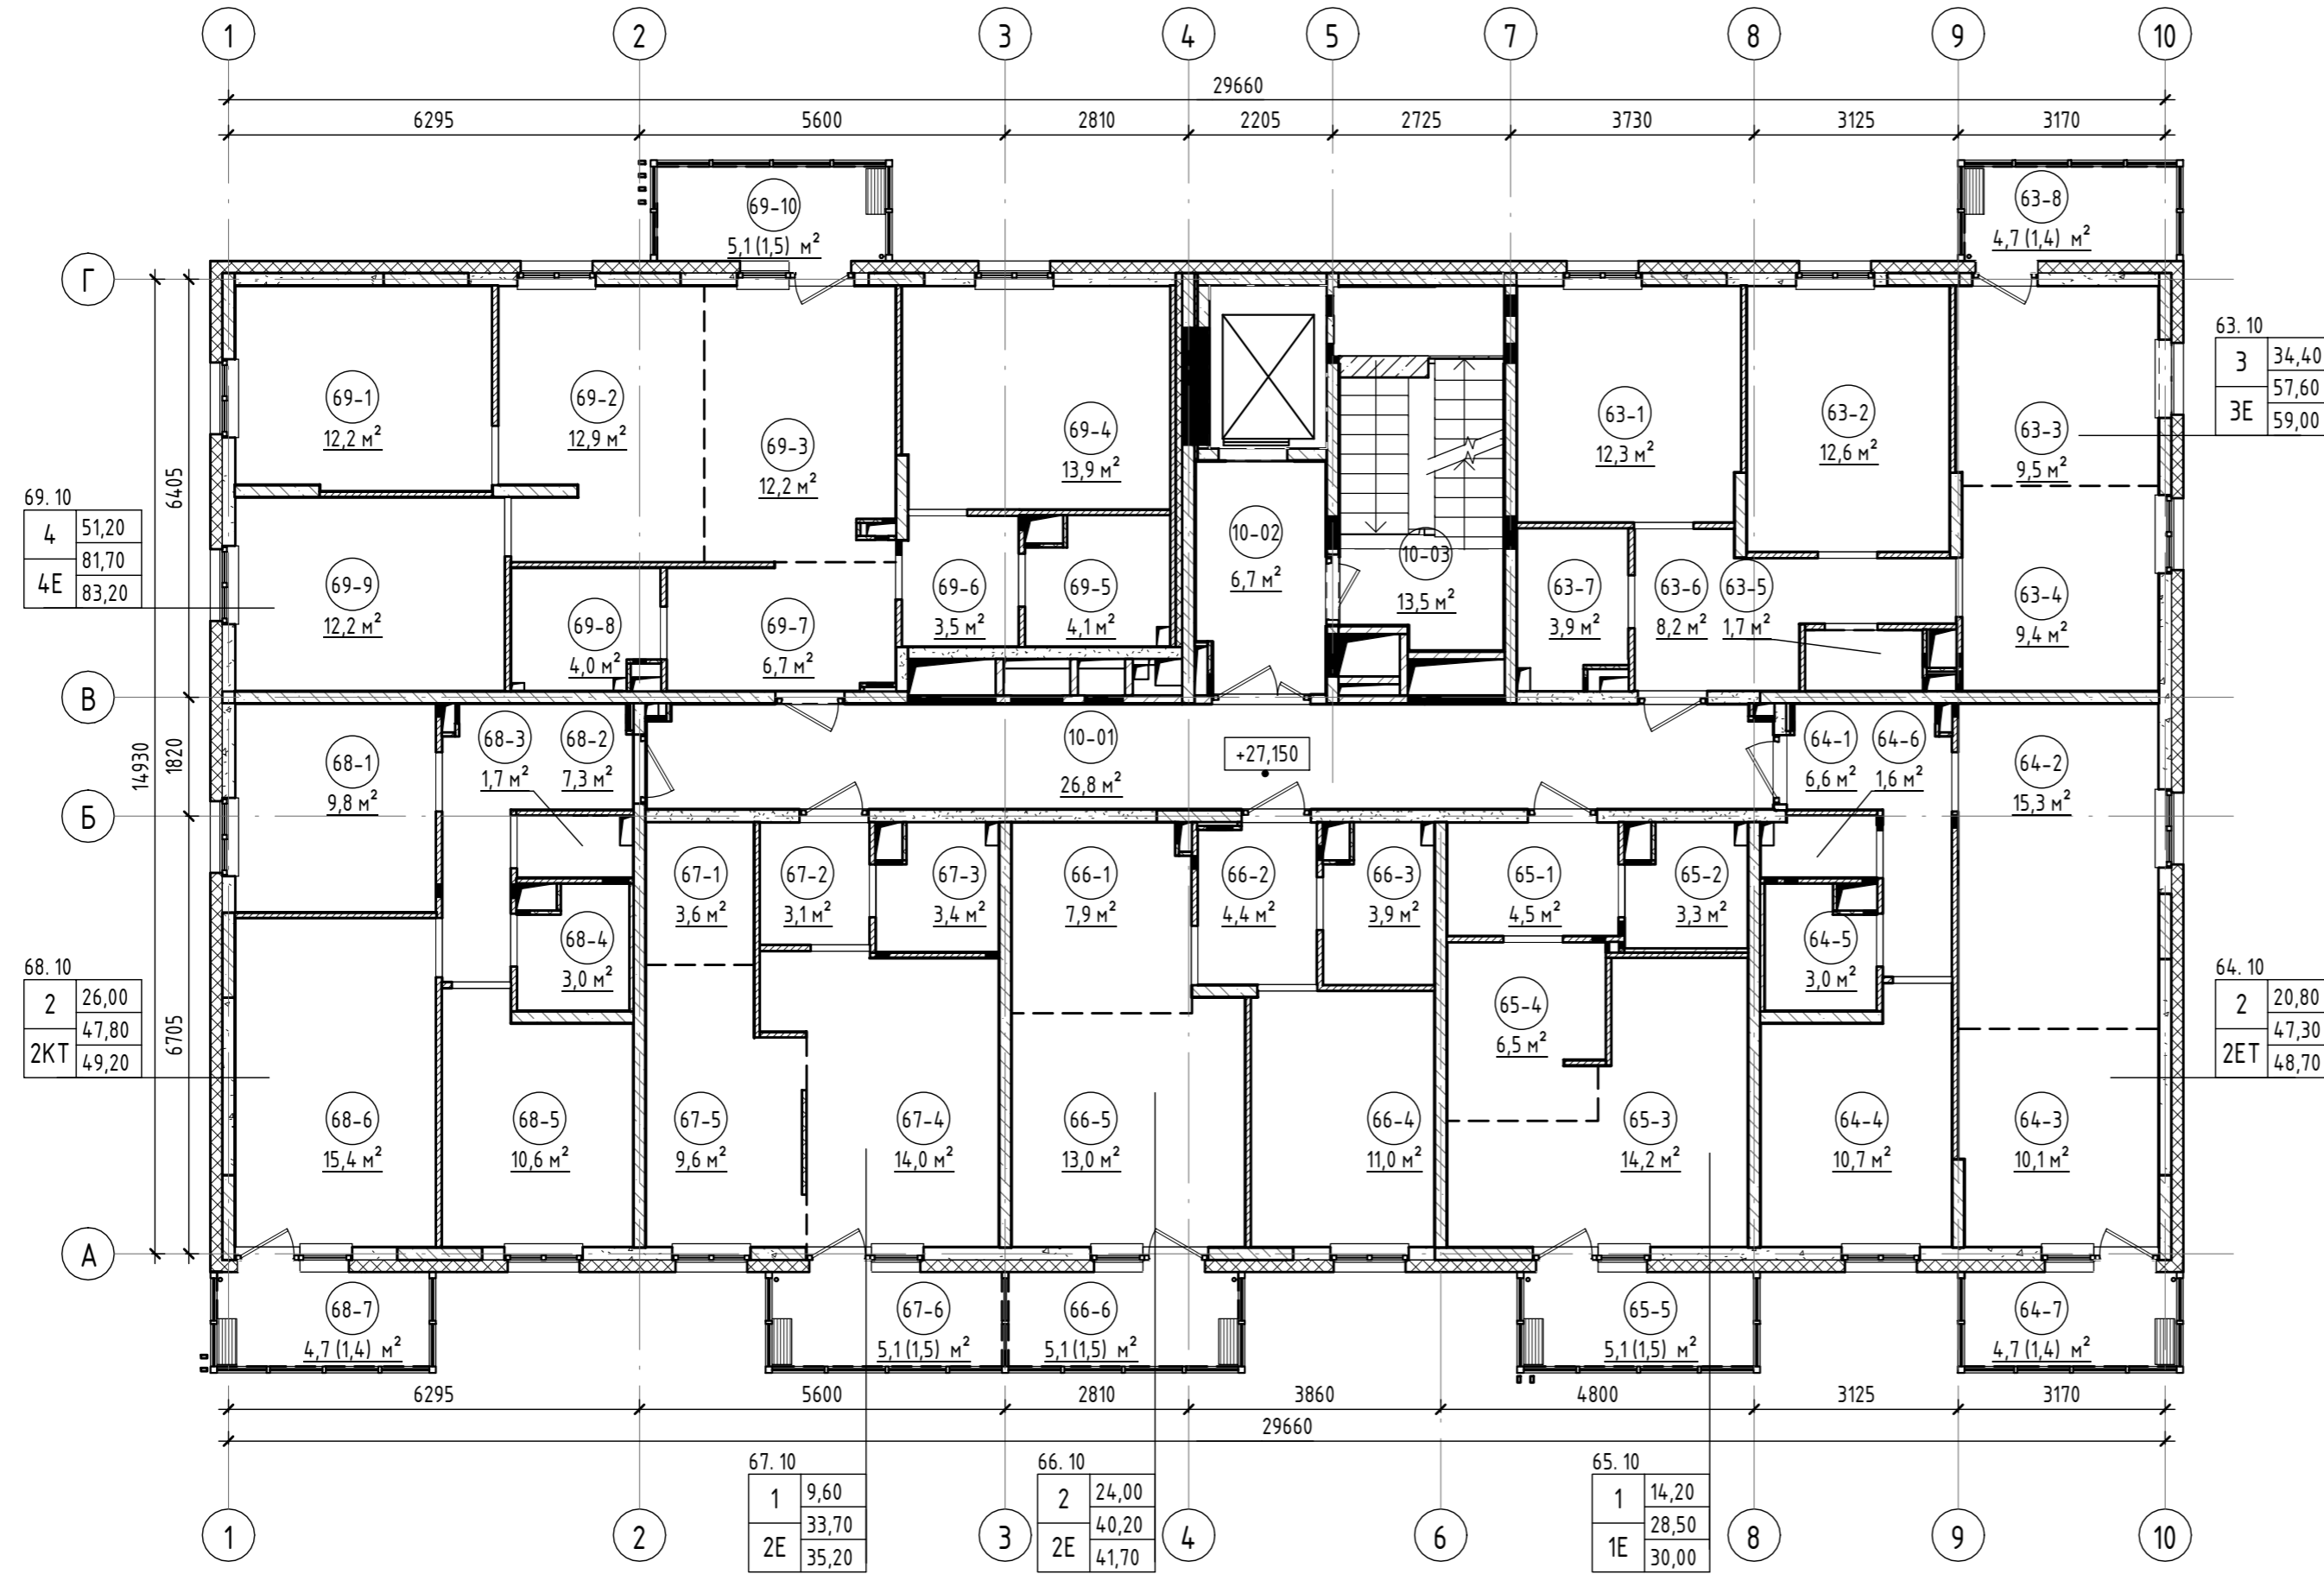 1 2 3 4 5 7 8 9 10
29660
6295 5600 2810 2205 2725 3730 3125 3170
69-10
5,1 (1,5) м²
63-8
4,7 (1,4) м²
Г
63.10
3 34,40
57,60
3Е 59,00
69-1
12,2 м²
69-2
12,9 м²
69-3
12,2 м²
69-4
13,9 м²
63-1
12,3 м²
63-2
12,6 м²
63-3
9,5 м²
6405
69.10
4 51,20
81,70
4Е 83,20
69-9
12,2 м²
69-8
4,0 м²
69-7
6,7 м²
69-6
3,5 м²
69-5
4,1 м²
10-02
6,7 м²
10-03
13,5 м²
63-7
3,9 м²
63-6
8,2 м²
63-5
1,7 м²
63-4
9,4 м²
В
14930
1820
68-1
9,8 м²
68-3
1,7 м²
68-2
7,3 м²
10-01
26,8 м²
+27,150
64-1
6,6 м²
64-6
1,6 м²
64-2
15,3 м²
Б
67-1
3,6 м²
67-2
3,1 м²
67-3
3,4 м²
66-1
7,9 м²
66-2
4,4 м²
66-3
3,9 м²
65-1
4,5 м²
65-2
3,3 м²
68-4
3,0 м²
64-5
3,0 м²
68.10
2 26,00
47,80
2КТ 49,20
6705
65-4
6,5 м²
64.10
2 20,80
47,30
2ЕТ 48,70
68-6
15,4 м²
68-5
10,6 м²
67-5
9,6 м²
67-4
14,0 м²
66-5
13,0 м²
66-4
11,0 м²
65-3
14,2 м²
64-4
10,7 м²
64-3
10,1 м²
А
68-7
4,7 (1,4) м²
67-6
5,1 (1,5) м²
66-6
5,1 (1,5) м²
65-5
5,1 (1,5) м²
64-7
4,7 (1,4) м²
6295 5600 2810 3860 4800 3125 3170
29660
67.10
1 9,60
33,70
2Е 35,20
66.10
2 24,00
40,20
2Е 41,70
65.10
1 14,20
28,50
1Е 30,00
1 2 3 4 6 8 9 10